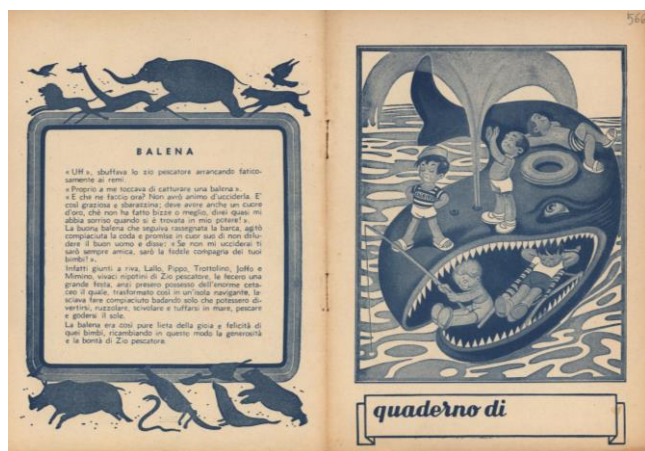 BALENA
« Uff », sbuffava lo zio pescatore arrancando fatico-
samente ai remi.
« Proprio a me toccava di catturare una balena ».
« E che ne faccio ora? Non avrò animo d'ucciderla. E'
così graziosa e sbarazzina; deve avere anche un cuore
d'oro, ché non ha fatto bizze o meglio, direi quasi mi
abbia sorriso quando si è trovata in mio potere! ».
La buona balena che seguiva rassegnata la barca, agitò
compiaciuta la coda e promise in cuor suo di non delu-
dere il buon uomo e disse: « Se non mi ucciderai ti
sarò sempre amica, sarò la fedele compagna dei tuoi
bimbi! ».
Infatti giunti a riva, Lallo, Pippo, Trottolino, e
Mimino, vivaci nipotini di Zio pescatore, le fecero una
grande festa, anzi presero possesso dell'enorme ceta-
ceo il quale, trasformato così in un'isola navigante, la-
sciava fare compiaciuto badando solo che potessero di-
vertirsi, ruzzolare, scivolare e tuffarsi in mare, pescare
e godersi il sole.
La balena era così pure lieta della gioia e felicità di
quei bimbi, ricambiando in questo modo la generosità
e la bontà di Zio pescatore.
quaderno di